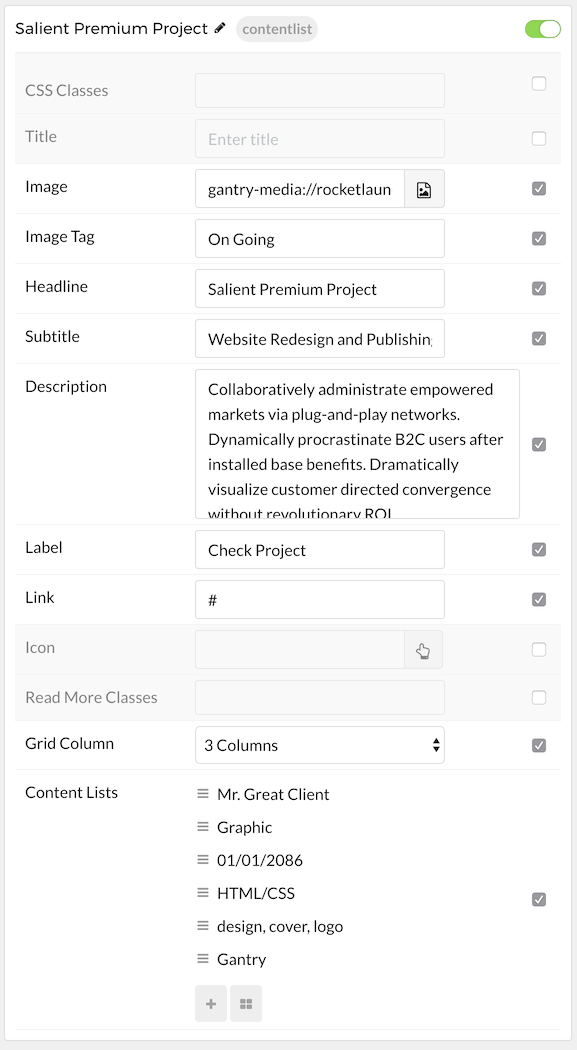 Salient Premium Project contentlist
CSS Classes
Title Enter title
Image gantry-media://rocketlaun
Image Tag On Going
Headline Salient Premium Project
Subtitle Website Redesign and Publishing
Description Collaboratively administrate empowered
markets via plug-and-play networks.
Dynamically procrastinate B2C users after
installed base benefits. Dramatically
visualize customer directed convergence
without revolutionary ROI
Label Check Project
Link #
Icon
Read More Classes
Grid Column 3 Columns
Content Lists Mr. Great Client
Graphic
01/01/2086
HTML/CSS
design, cover, logo
Gantry